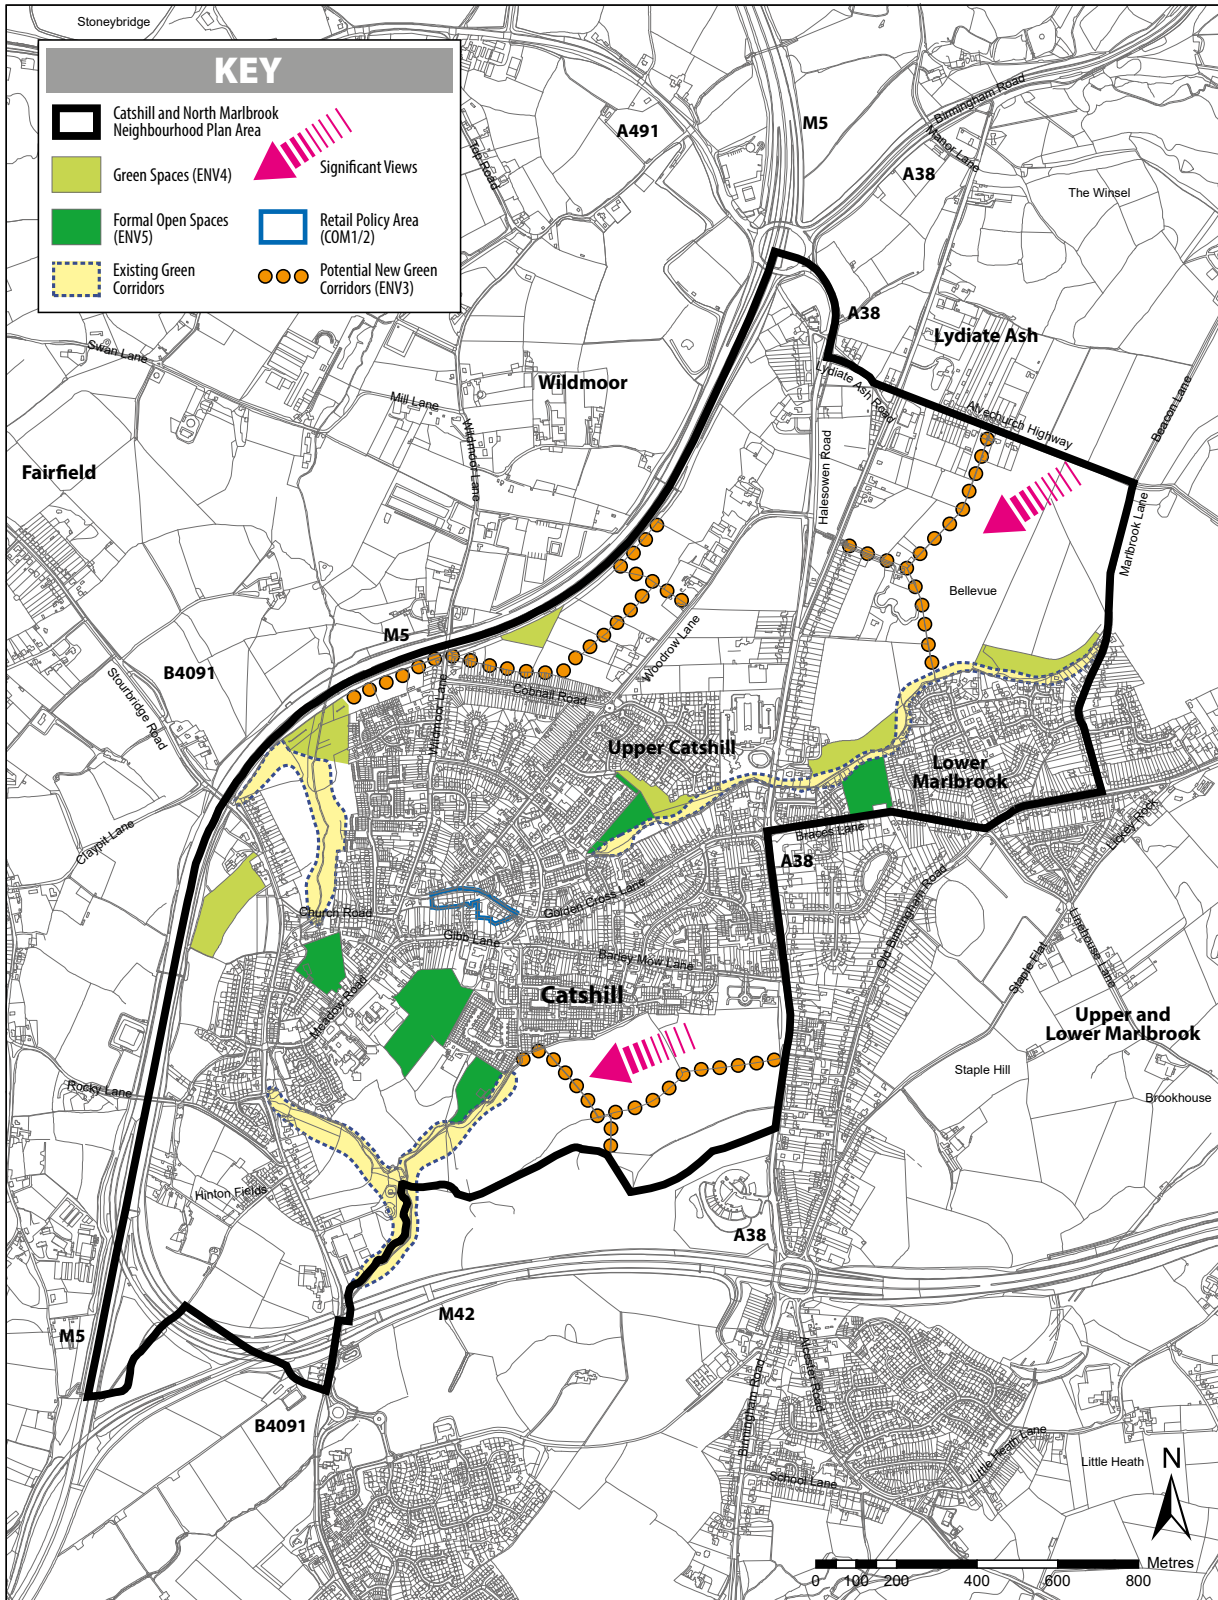 Stoneybridge
KEY
Catshill and North Marlbrook
Neighbourhood Plan Area
Green Spaces (ENV4)
Significant Views
Formal Open Spaces
(ENV5)
Retail Policy Area
(COM1/2)
Existing Green
Corridors
Potential New Green
Corridors (ENV3)
A491
M5
Birmingham Road
Manor Lane
A38
The Winsel
Top Road
A38
Lydiate Ash
Swan Lane
Wildmoor
Lydiate Ash Road
Mill Lane
Alvechurch Highway
Beacon Lane
Wildmoor Lane
Halesowen Road
Fairfield
Marlbrook Lane
Bellevue
M5
Woodrow Lane
B4091
Stourbridge Road
Cobnall Road
Wildmoor Lane
Upper Catshill
Lower
Marlbrook
Claypit Lane
Braces Lane
Lickey Rock
A38
Golden Cross Lane
Old Birmingham Road
Church Road
Gibb Lane
Barley Mow Lane
Staple Flat
Linehouse Lane
Catshill
Meadow Road
Upper and
Lower Marlbrook
Rocky Lane
Staple Hill
Brookhouse
Hinton Fields
A38
M42
M5
Birmingham Road
Alcester Road
B4091
Little Heath Lane
Little Heath
N
School Lane
Metres
0 100 200 400 600 800